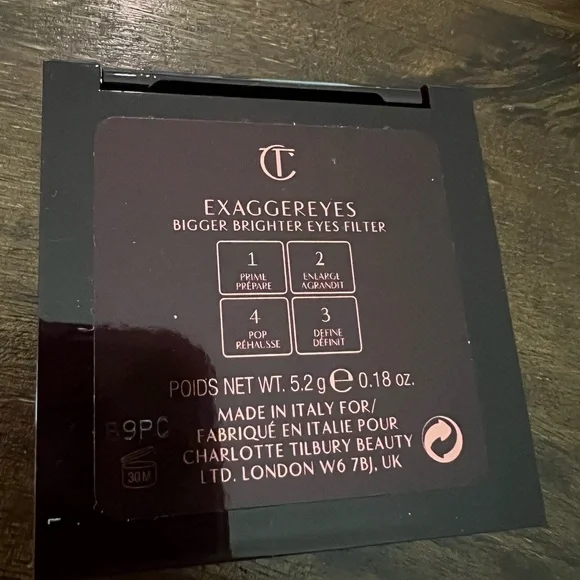 CT
EXAGGEREYES
BIGGER BRIGHTER EYES FILTER
1
PRIME
PRÉPARE
2
ENLARGE
AGRANDIT
4
POP
RÉHAUSSE
3
DEFINE
DÉFINIT
POIDS NET WT. 5.2 g ℮ 0.18 oz.
MADE IN ITALY FOR/
FABRIQUÉ EN ITALIE POUR
CHARLOTTE TILBURY BEAUTY
LTD. LONDON W6 7BJ, UK
9PC
30M